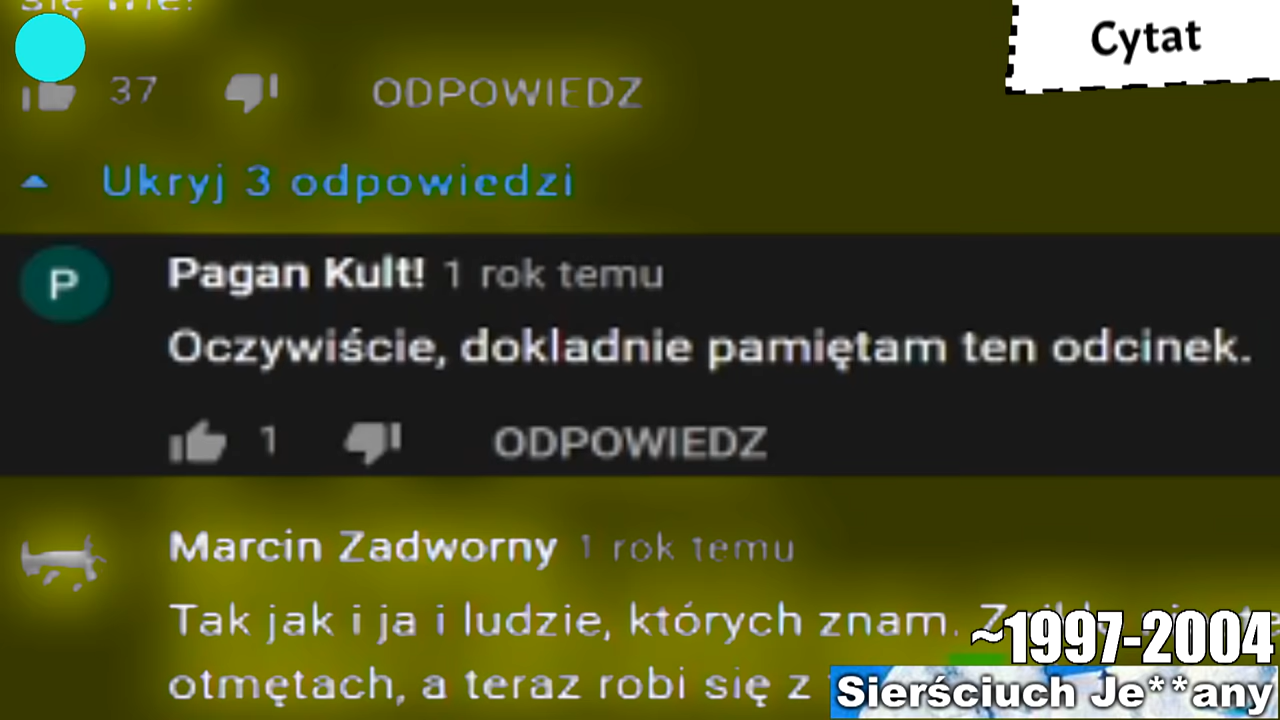 się nie!
Cytat
37 ODPOWIEDZ
Ukryj 3 odpowiedzi
P
Pagan Kult! 1 rok temu
Oczywiście, dokladnie pamiętam ten odcinek.
1 ODPOWIEDZ
Marcin Zadworny 1 rok temu
Tak jak i ja i ludzie, których znam.
~1997-2004
otmętach, a teraz robi się z
Sierściuch Je**any